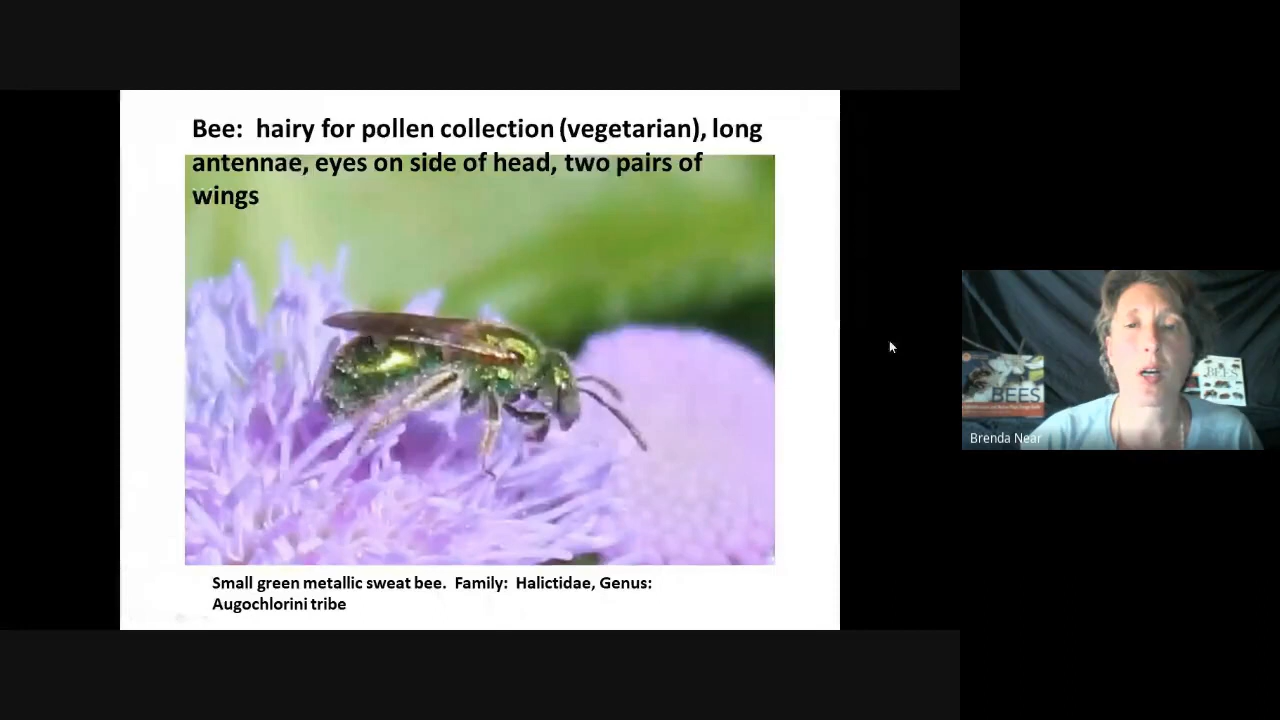 Bee:  hairy for pollen collection (vegetarian), long
antennae, eyes on side of head, two pairs of
wings
Small green metallic sweat bee.  Family:  Halictidae, Genus:
Augochlorini tribe
BEES
BEES
Brenda Near